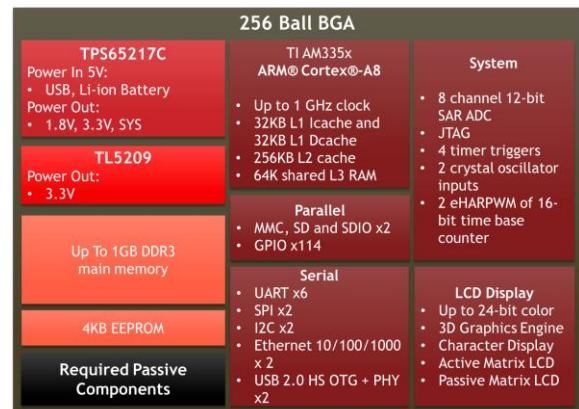 256 Ball BGA
TPS65217C
Power In 5V:
• USB, Li-ion Battery
Power Out:
• 1.8V, 3.3V, SYS
TL5209
Power Out:
• 3.3V
Up To 1GB DDR3
main memory
4KB EEPROM
Required Passive
Components
TI AM335x
ARM® Cortex®-A8
• Up to 1 GHz clock
• 32KB L1 Icache and
32KB L1 Dcache
• 256KB L2 cache
• 64K shared L3 RAM
Parallel
• MMC, SD and SDIO x2
• GPIO x114
Serial
• UART x6
• SPI x2
• I2C x2
• Ethernet 10/100/1000
x 2
• USB 2.0 HS OTG + PHY
x2
System
• 8 channel 12-bit
SAR ADC
• JTAG
• 4 timer triggers
• 2 crystal oscillator
inputs
• 2 eHARPWM of 16-
bit time base
counter
LCD Display
• Up to 24-bit color
• 3D Graphics Engine
• Character Display
• Active Matrix LCD
• Passive Matrix LCD